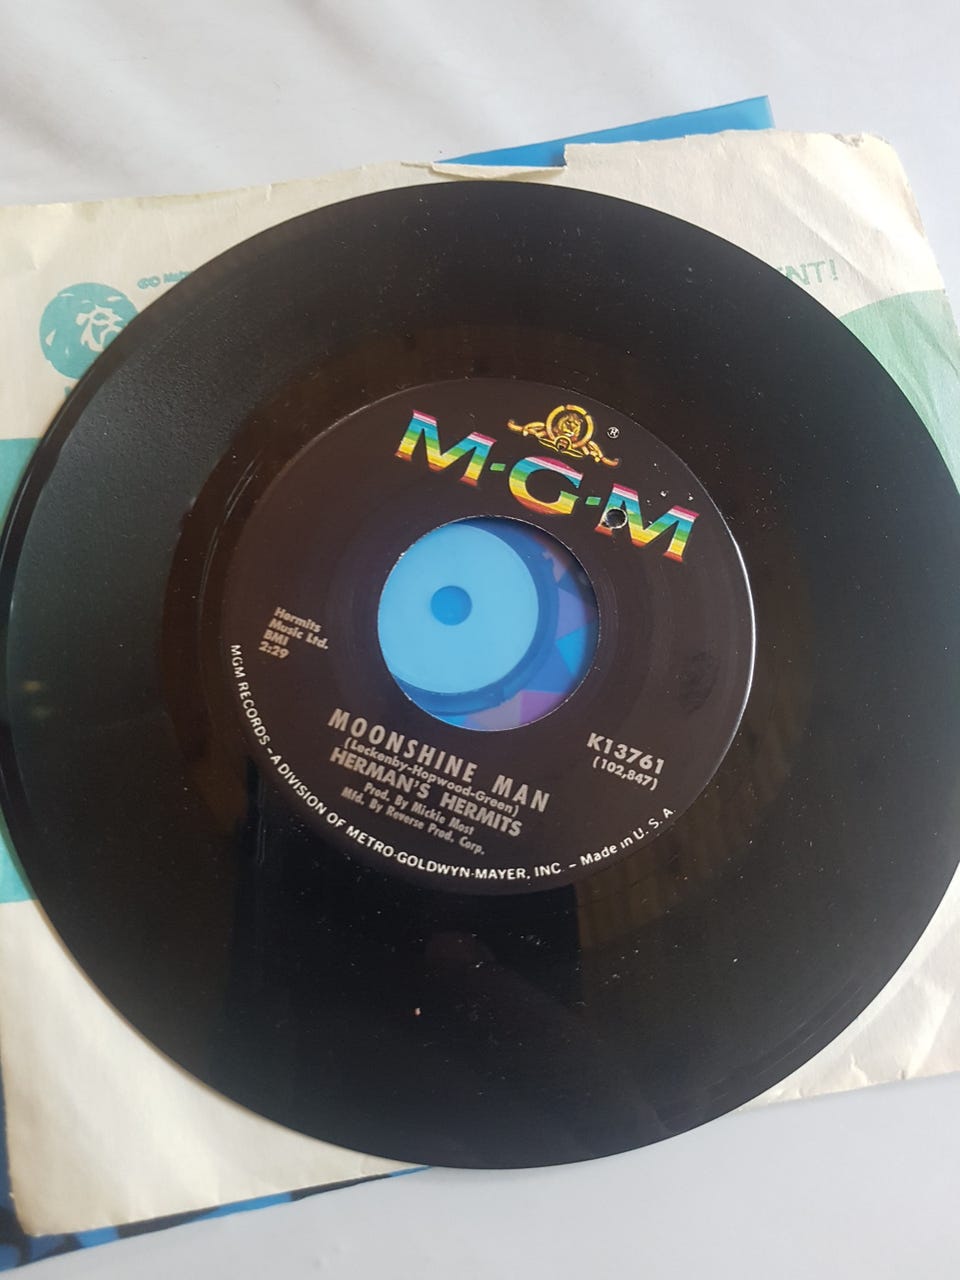 NT!
M·G·M
®
Hermits
Music Ltd.
BMI
2:29
K13761
(102,847)
MOONSHINE MAN
(Leckenby-Hopwood-Green)
HERMAN'S HERMITS
Prod. By Mickie Most
Mfd. By Reverse Prod. Corp.
MGM RECORDS – A DIVISION OF METRO-GOLDWYN-MAYER, INC. – Made in U. S. A.